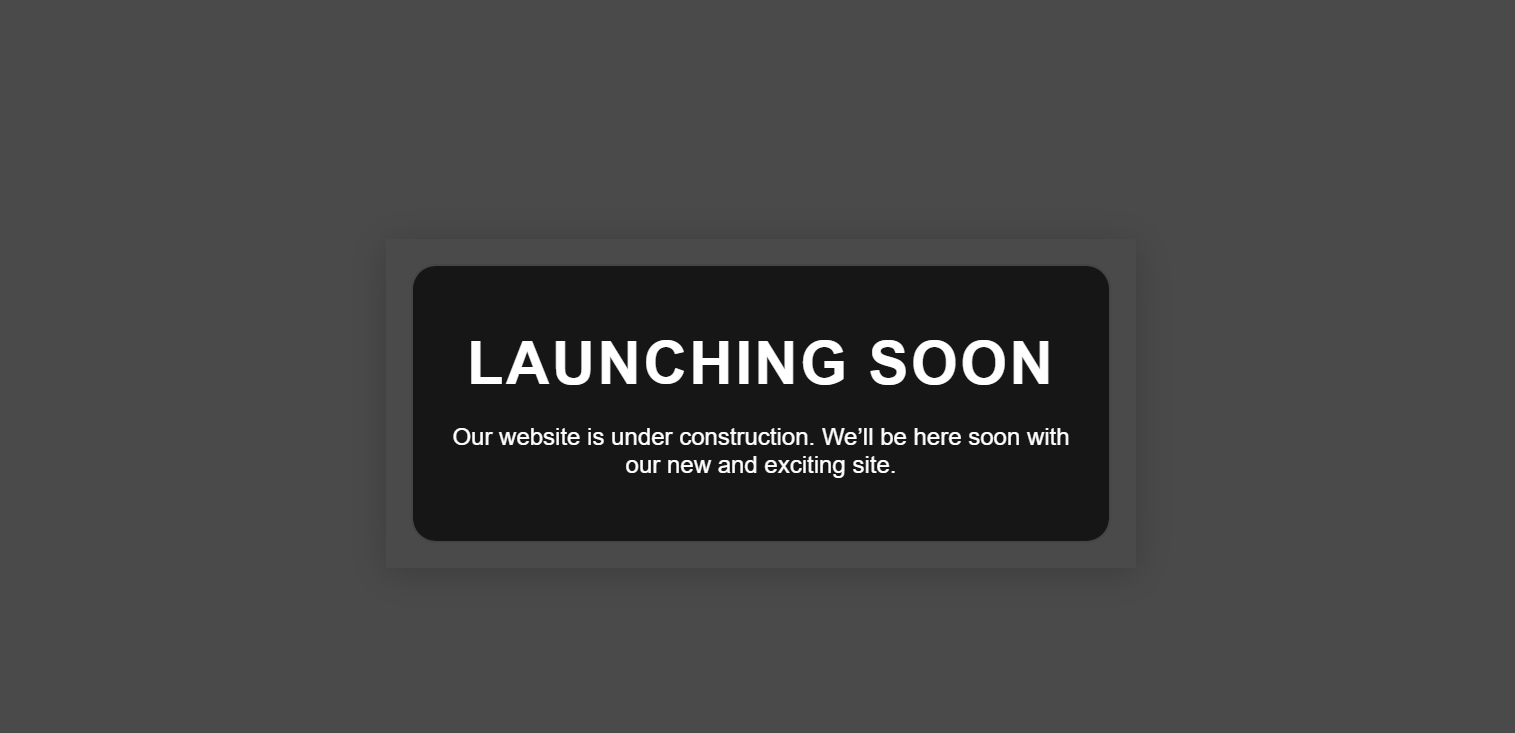 LAUNCHING SOON
Our website is under construction. We’ll be here soon with
our new and exciting site.